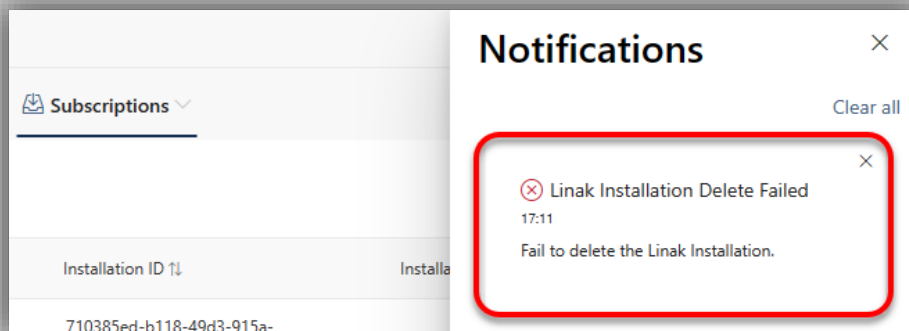 Notifications
Clear all
Subscriptions
Linak Installation Delete Failed
17:11
Fail to delete the Linak Installation.
Installation ID
Installa
710385ed-b118-49d3-915a-